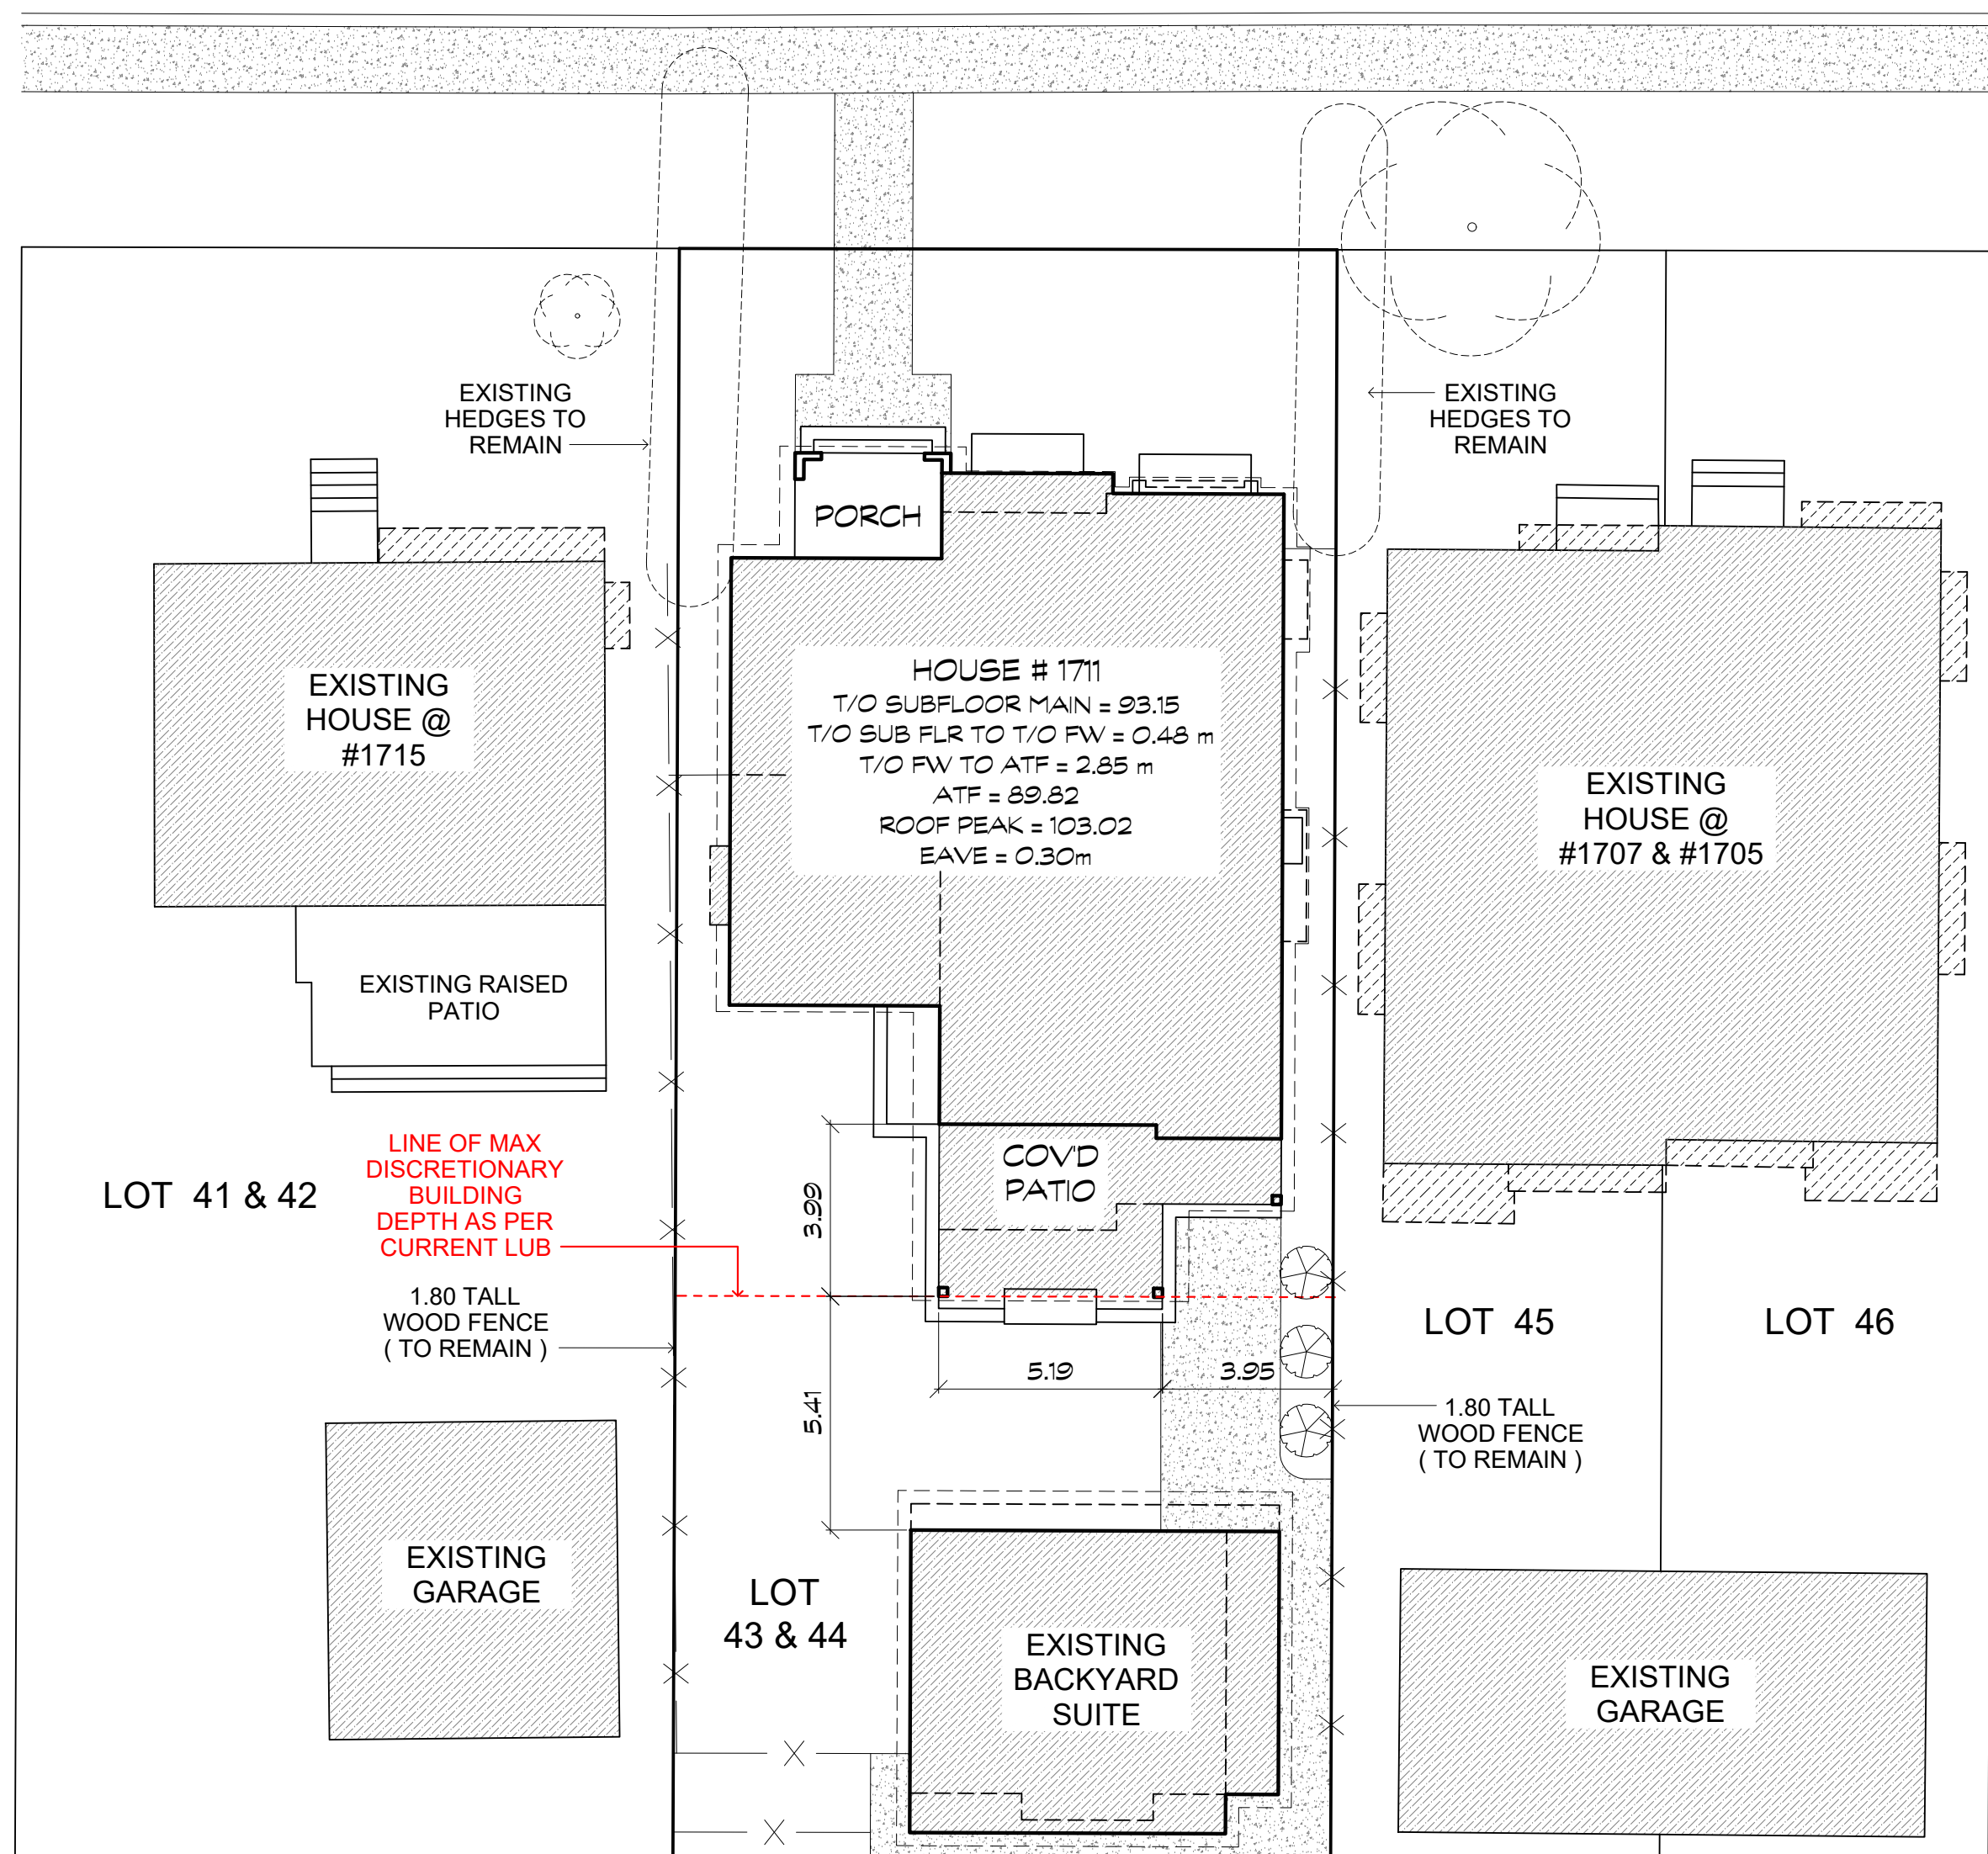 EXISTING
HEDGES TO
REMAIN
EXISTING
HEDGES TO
REMAIN
PORCH
HOUSE # 1711
T/O SUBFLOOR MAIN = 93.15
T/O SUB FLR TO T/O FW = 0.48 m
T/O FW TO ATF = 2.85 m
ATF = 89.82
ROOF PEAK = 103.02
EAVE = 0.30m
EXISTING
HOUSE @
#1715
EXISTING
HOUSE @
#1707 & #1705
EXISTING RAISED
PATIO
LINE OF MAX
DISCRETIONARY
BUILDING
DEPTH AS PER
CURRENT LUB
LOT 41 & 42
COV'D
PATIO
3.99
1.80 TALL
WOOD FENCE
( TO REMAIN )
LOT 45
LOT 46
5.19
3.95
5.41
1.80 TALL
WOOD FENCE
( TO REMAIN )
EXISTING
GARAGE
LOT
43 & 44
EXISTING
BACKYARD
SUITE
EXISTING
GARAGE